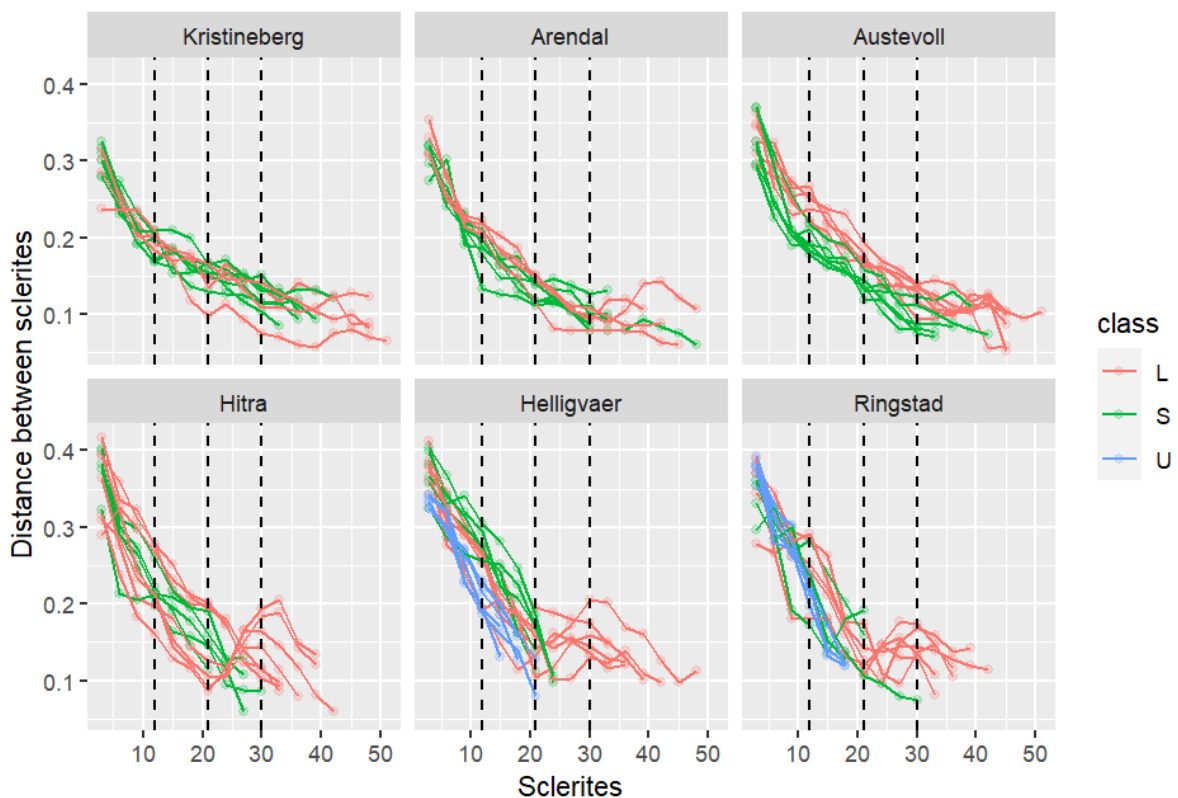 Kristineberg Arendal Austevoll
0.4
0.3
0.2
0.1
Hitra Helligvaer Ringstad
0.4
0.3
0.2
0.1
10 20 30 40 50 10 20 30 40 50 10 20 30 40 50
Sclerites
Distance between sclerites
class
L
S
U